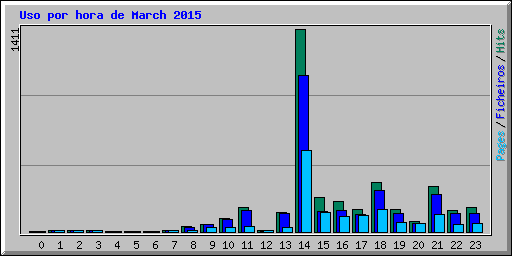 Uso por hora de March 2015
1411
Pages / Ficheiros / Hits
0 1 2 3 4 5 6 7 8 9 10 11 12 13 14 15 16 17 18 19 20 21 22 23